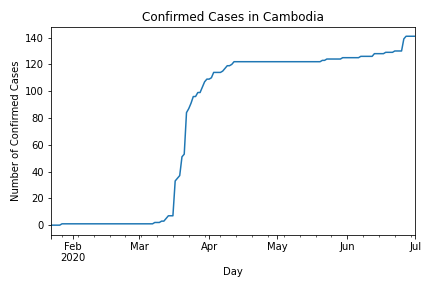 Confirmed Cases in Cambodia
Number of Confirmed Cases
140
120
100
80
60
40
20
0
Feb
2020
Mar
Apr
May
Jun
Jul
Day